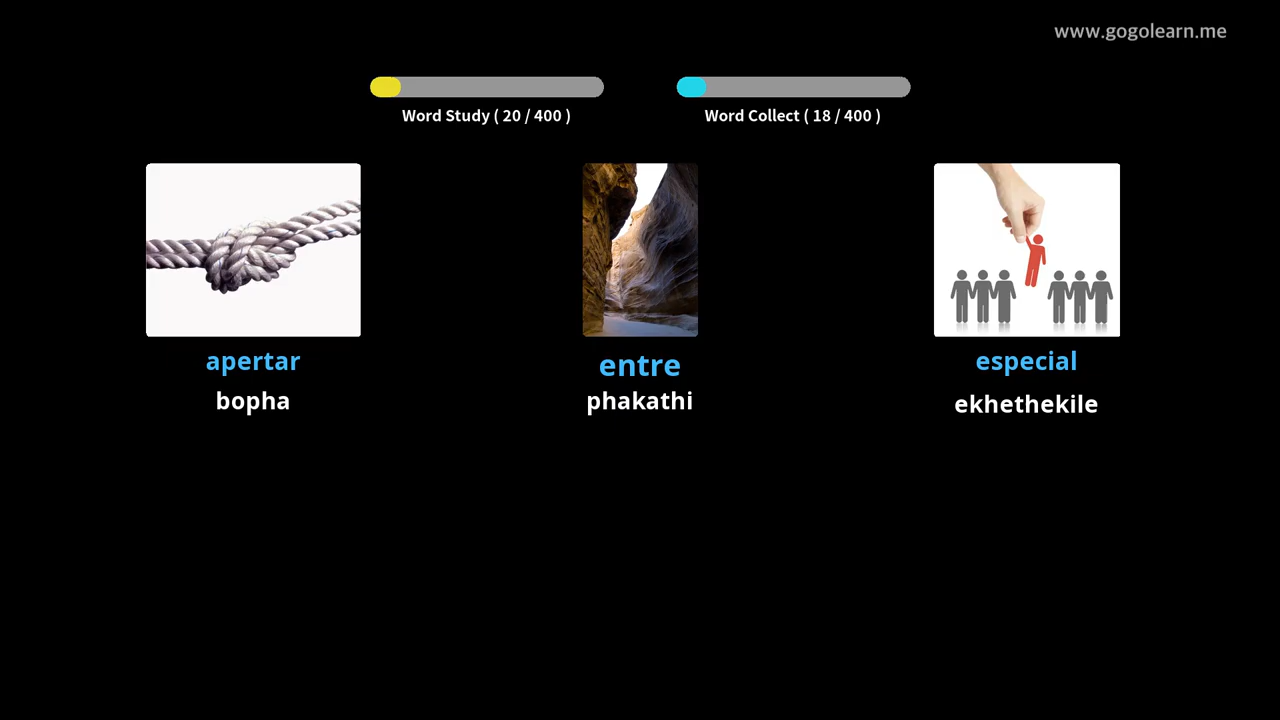 www.gogolearn.me
Word Study ( 20 / 400 )
Word Collect ( 18 / 400 )
apertar
bopha
entre
phakathi
especial
ekhethekile